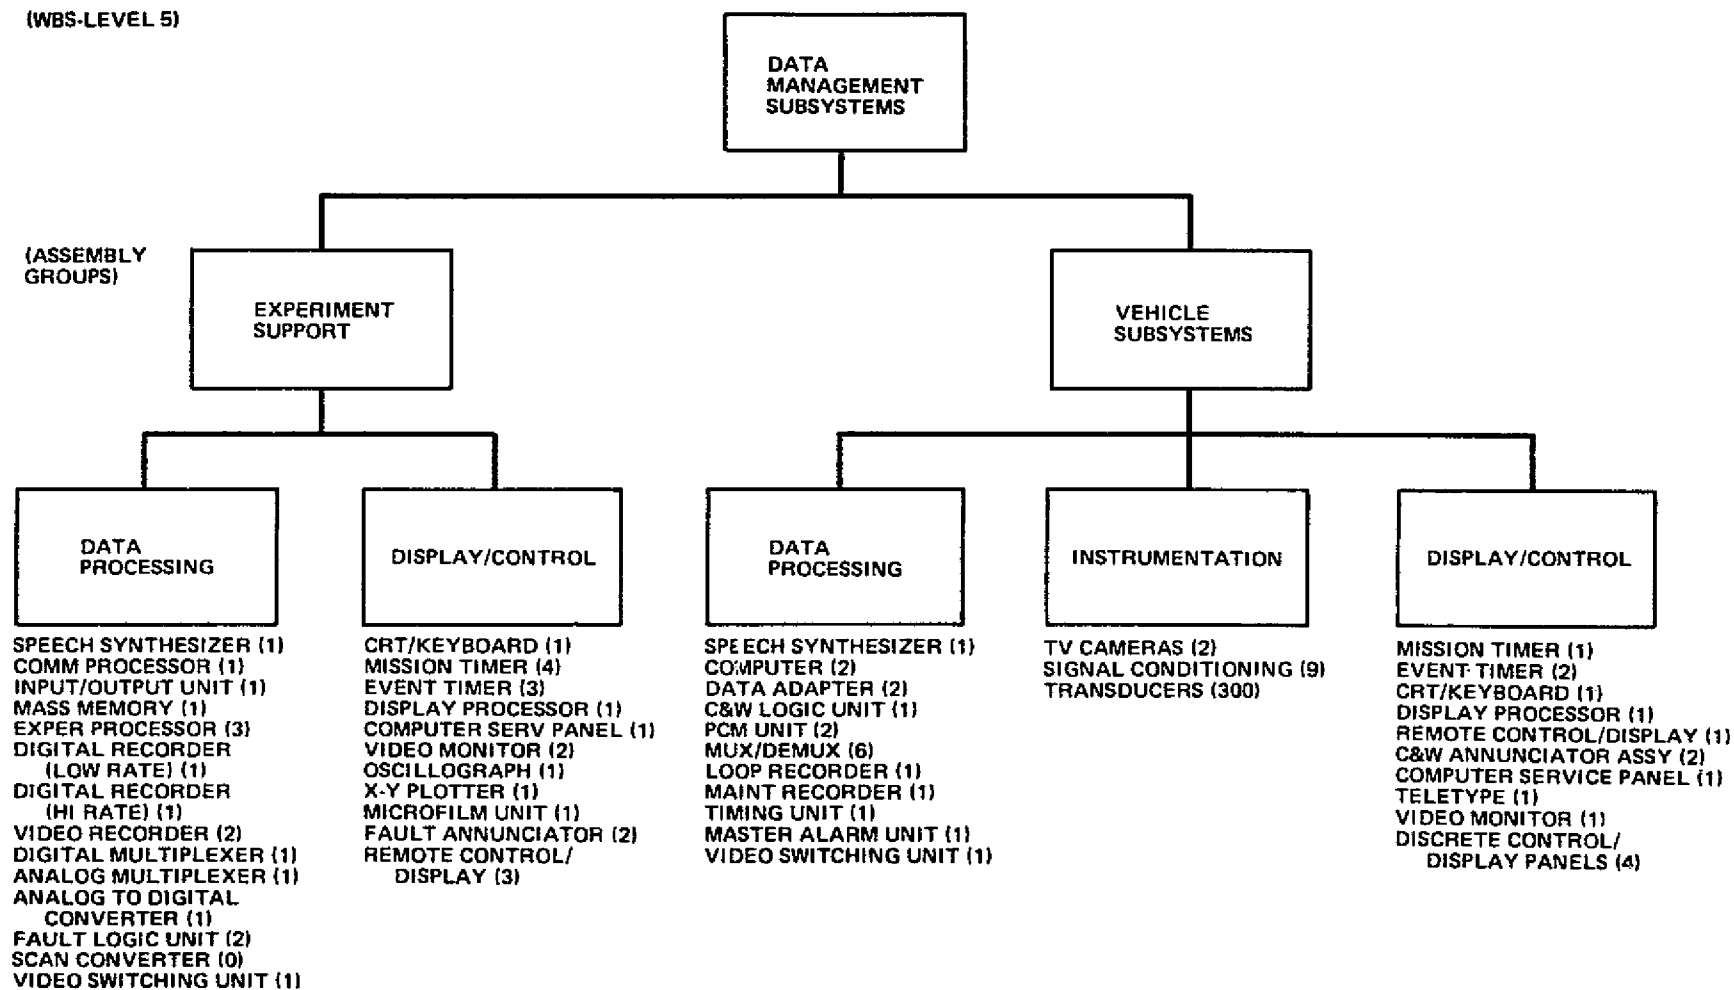 (WBS-LEVEL 5)
DATA
MANAGEMENT
SUBSYSTEMS
(ASSEMBLY
GROUPS)
EXPERIMENT
SUPPORT
VEHICLE
SUBSYSTEMS
DATA
PROCESSING
SPEECH SYNTHESIZER (1)
COMM PROCESSOR (1)
INPUT/OUTPUT UNIT (1)
MASS MEMORY (1)
EXPER PROCESSOR (3)
DIGITAL RECORDER
(LOW RATE) (1)
DIGITAL RECORDER
(HI RATE) (1)
VIDEO RECORDER (2)
DIGITAL MULTIPLEXER (1)
ANALOG MULTIPLEXER (1)
ANALOG TO DIGITAL
CONVERTER (1)
FAULT LOGIC UNIT (2)
SCAN CONVERTER (0)
VIDEO SWITCHING UNIT (1)
DISPLAY/CONTROL
CRT/KEYBOARD (1)
MISSION TIMER (4)
EVENT TIMER (3)
DISPLAY PROCESSOR (1)
COMPUTER SERV PANEL (1)
VIDEO MONITOR (2)
OSCILLOGRAPH (1)
X-Y PLOTTER (1)
MICROFILM UNIT (1)
FAULT ANNUNCIATOR (2)
REMOTE CONTROL/
DISPLAY (3)
DATA
PROCESSING
SPEECH SYNTHESIZER (1)
COMPUTER (2)
DATA ADAPTER (2)
C&W LOGIC UNIT (1)
PCM UNIT (2)
MUX/DEMUX (6)
LOOP RECORDER (1)
MAINT RECORDER (1)
TIMING UNIT (1)
MASTER ALARM UNIT (1)
VIDEO SWITCHING UNIT (1)
INSTRUMENTATION
TV CAMERAS (2)
SIGNAL CONDITIONING (9)
TRANSDUCERS (300)
DISPLAY/CONTROL
MISSION TIMER (1)
EVENT TIMER (2)
CRT/KEYBOARD (1)
DISPLAY PROCESSOR (1)
REMOTE CONTROL/DISPLAY (1)
C&W ANNUNCIATOR ASSY (2)
COMPUTER SERVICE PANEL (1)
TELETYPE (1)
VIDEO MONITOR (1)
DISCRETE CONTROL/
DISPLAY PANELS (4)